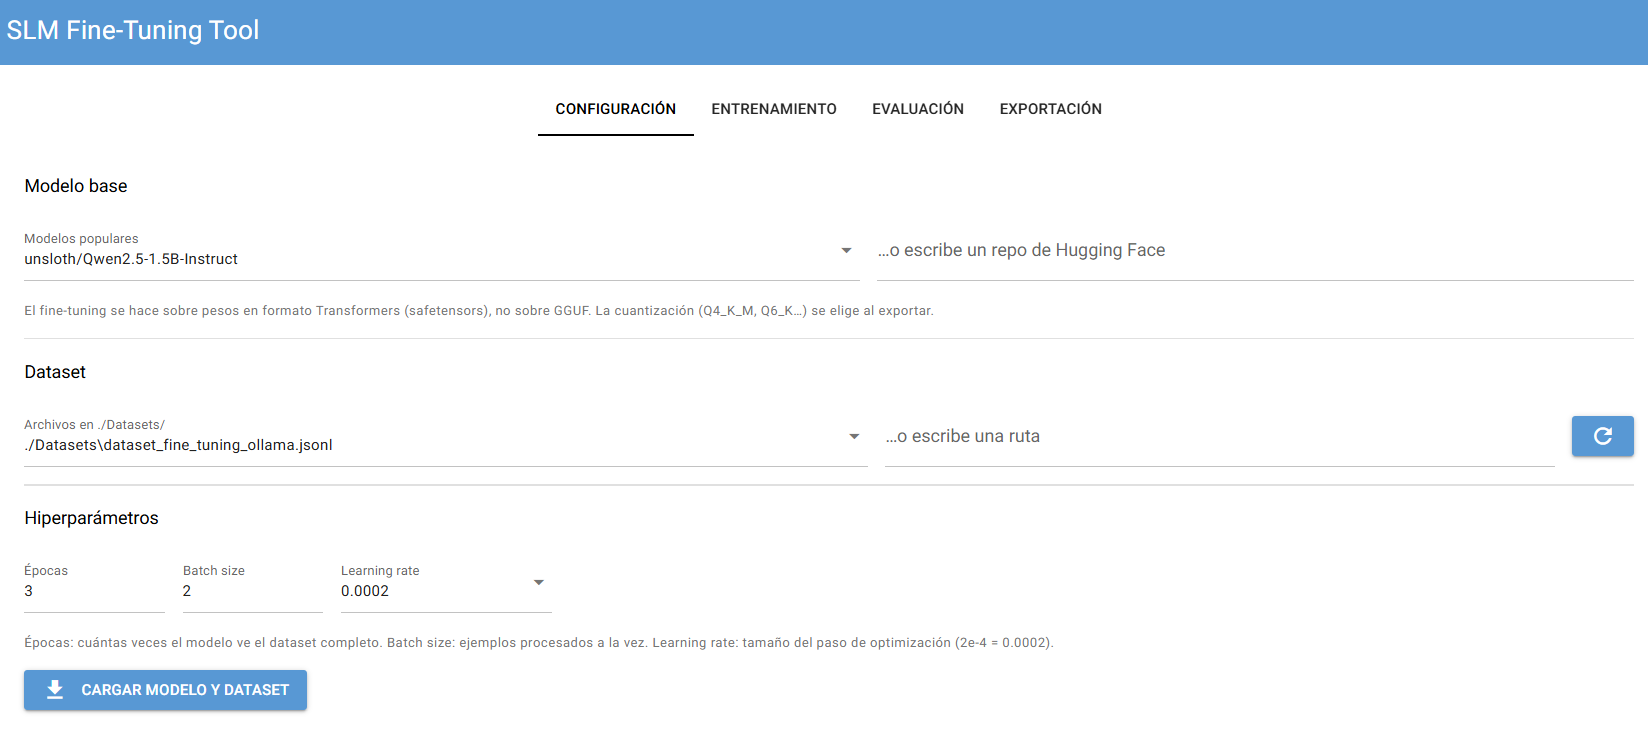 SLM Fine-Tuning Tool
CONFIGURACIÓN ENTRENAMIENTO EVALUACIÓN EXPORTACIÓN
Modelo base
Modelos populares
unsloth/Qwen2.5-1.5B-Instruct
...o escribe un repo de Hugging Face
El fine-tuning se hace sobre pesos en formato Transformers (safetensors), no sobre GGUF. La cuantización (Q4_K_M, Q6_K...) se elige al exportar.
Dataset
Archivos en ./Datasets/
./Datasets\dataset_fine_tuning_ollama.jsonl
...o escribe una ruta
Hiperparámetros
Épocas
3
Batch size
2
Learning rate
0.0002
Épocas: cuántas veces el modelo ve el dataset completo. Batch size: ejemplos procesados a la vez. Learning rate: tamaño del paso de optimización (2e-4 = 0.0002).
CARGAR MODELO Y DATASET